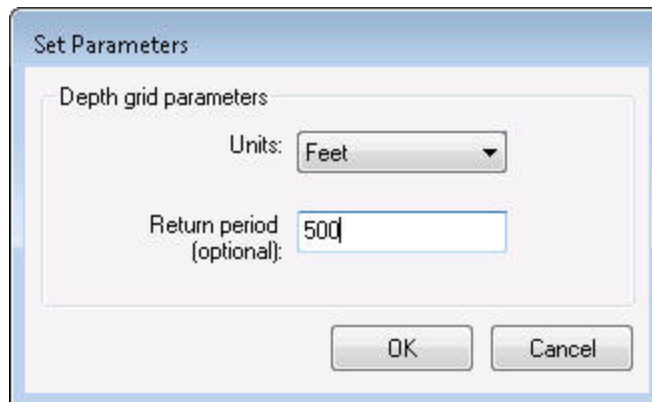 Set Parameters
Depth grid parameters
Units: Feet
Return period
(optional): 500
OK Cancel